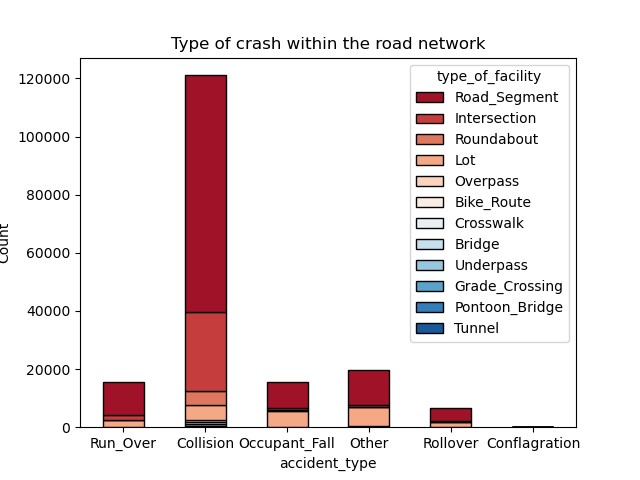 Type of crash within the road network
type_of_facility
Road_Segment
Intersection
Roundabout
Lot
Overpass
Bike_Route
Crosswalk
Bridge
Underpass
Grade_Crossing
Pontoon_Bridge
Tunnel
120000
100000
80000
60000
40000
20000
0
Count
Run_Over Collision Occupant_Fall Other Rollover Conflagration
accident_type